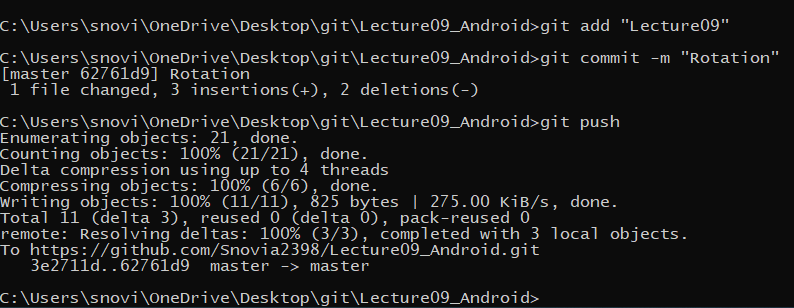 C:\Users\snovi\OneDrive\Desktop\git\Lecture09_Android>git add "Lecture09"
C:\Users\snovi\OneDrive\Desktop\git\Lecture09_Android>git commit -m "Rotation"
[master 62761d9] Rotation
1 file changed, 3 insertions(+), 2 deletions(-)
C:\Users\snovi\OneDrive\Desktop\git\Lecture09_Android>git push
Enumerating objects: 21, done.
Counting objects: 100% (21/21), done.
Delta compression using up to 4 threads
Compressing objects: 100% (6/6), done.
Writing objects: 100% (11/11), 825 bytes | 275.00 KiB/s, done.
Total 11 (delta 3), reused 0 (delta 0), pack-reused 0
remote: Resolving deltas: 100% (3/3), completed with 3 local objects.
To https://github.com/Snovia2398/Lecture09_Android.git
3e2711d..62761d9  master -> master
C:\Users\snovi\OneDrive\Desktop\git\Lecture09_Android>